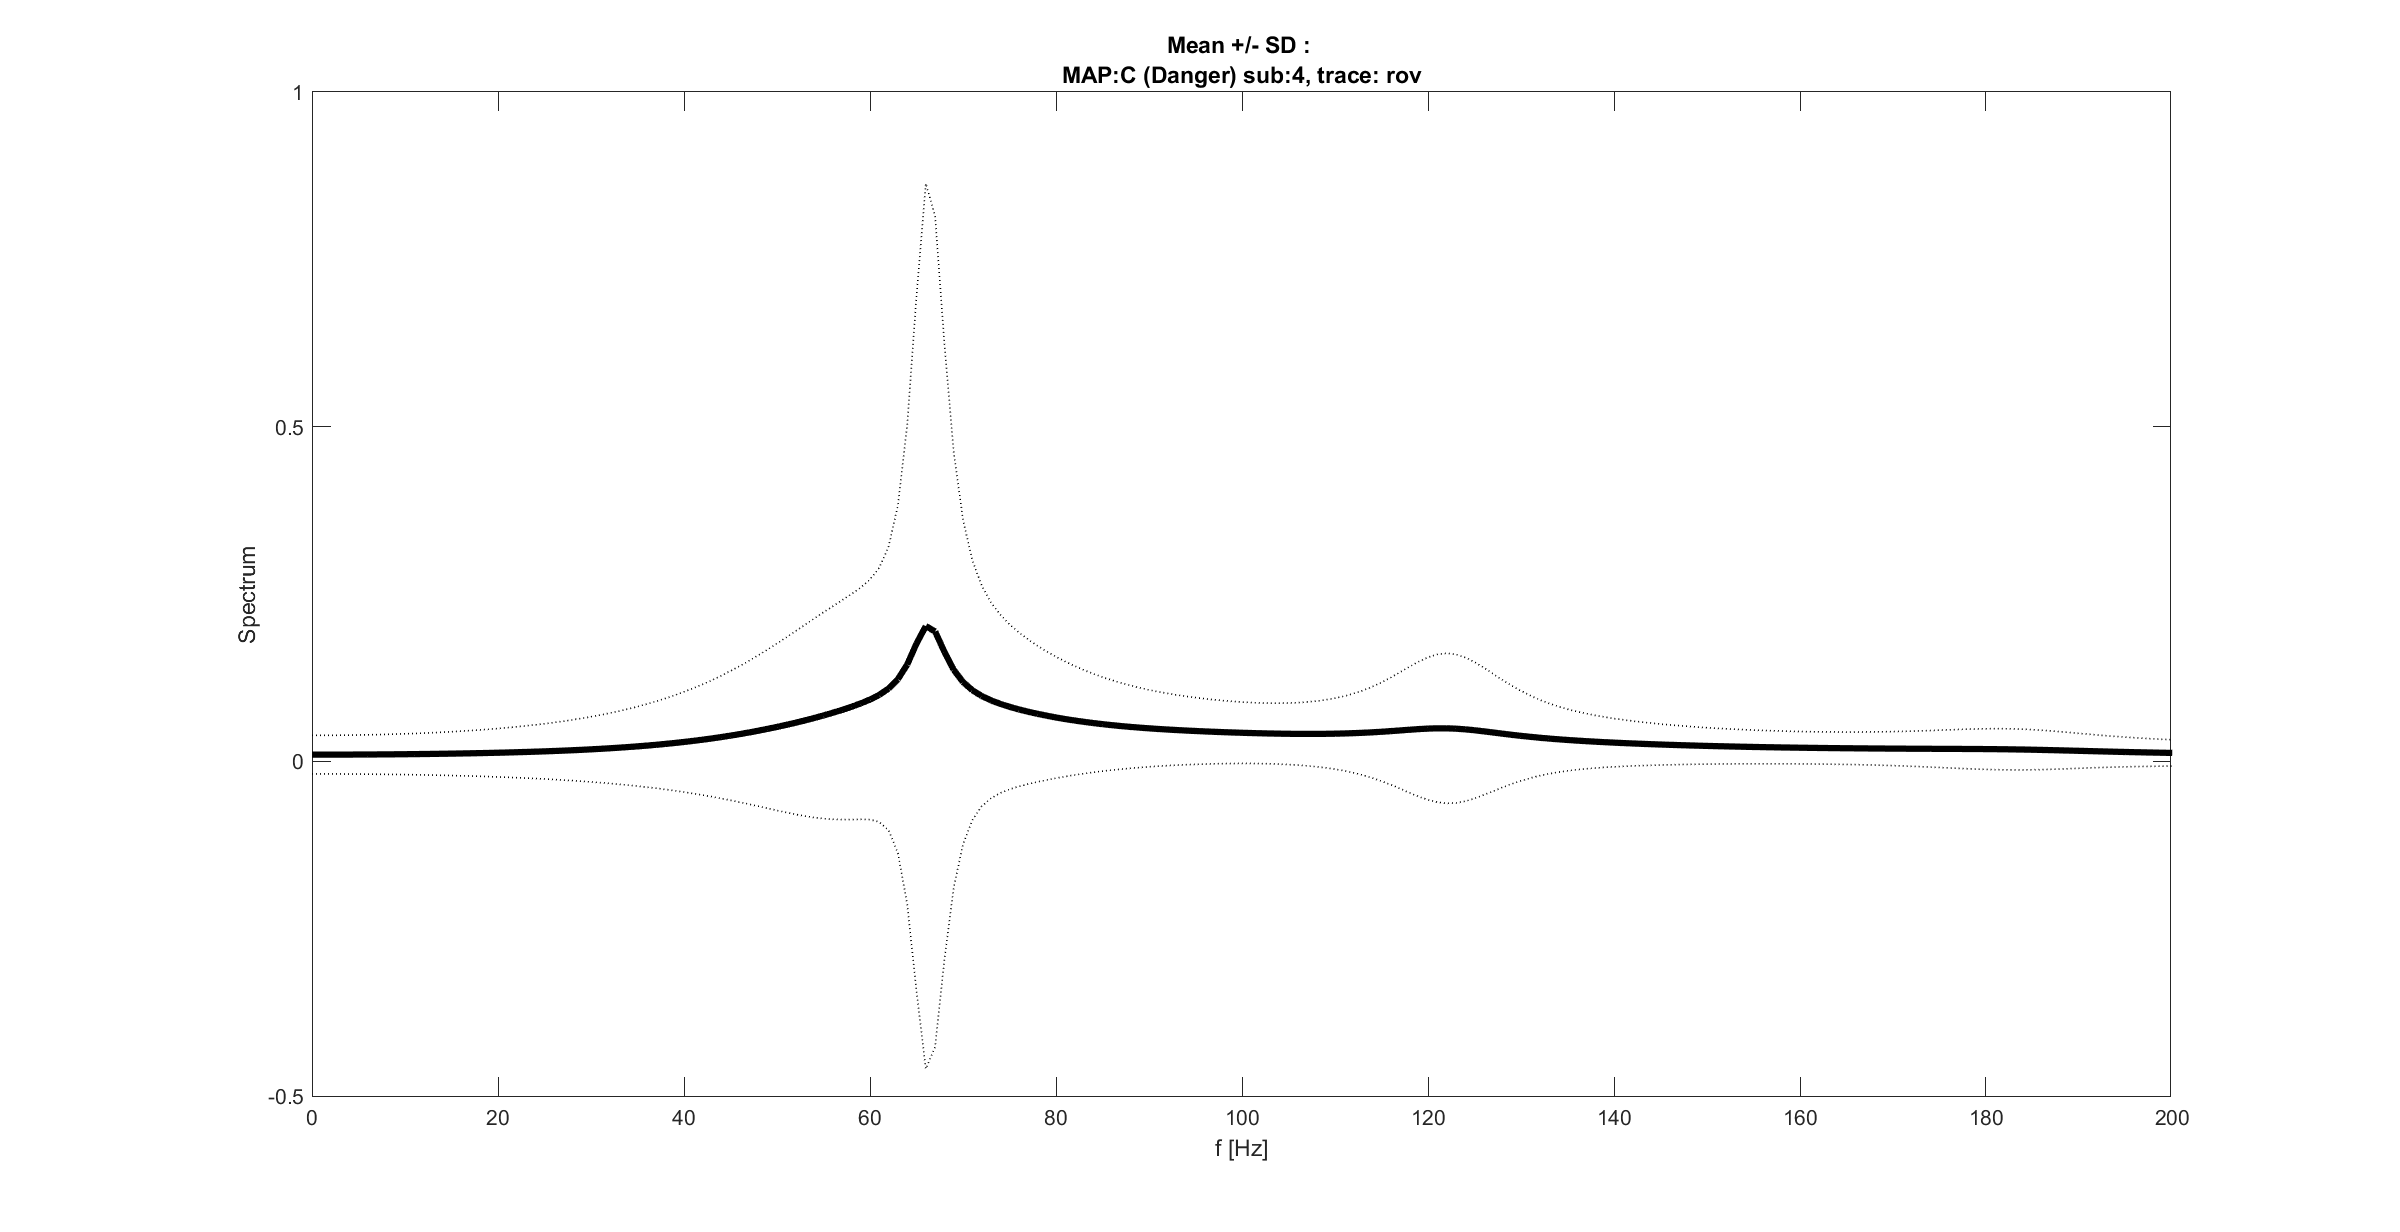 Mean +/- SD :
MAP:C (Danger) sub:4, trace: rov
1
0.5
0
-0.5
Spectrum
0 20 40 60 80 100 120 140 160 180 200
f [Hz]